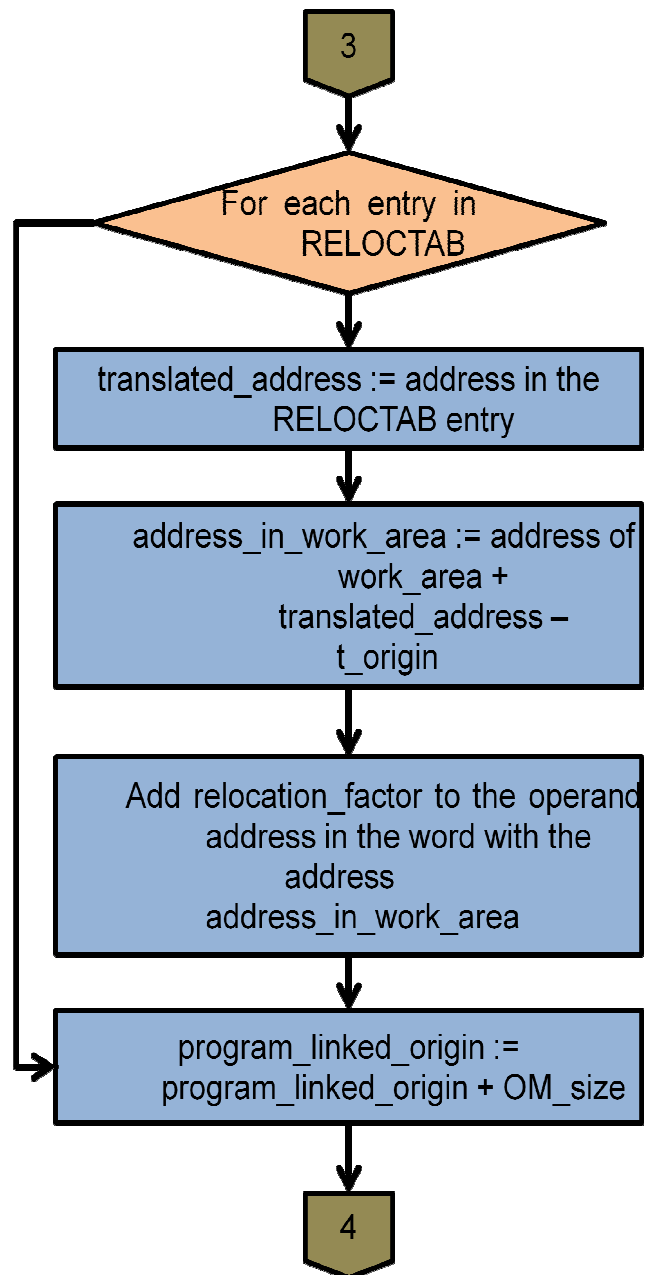 3
For each entry in
RELOCTAB
translated_address := address in the
RELOCTAB entry
address_in_work_area := address of
work_area +
translated_address –
t_origin
Add relocation_factor to the operand
address in the word with the
address
address_in_work_area
program_linked_origin :=
program_linked_origin + OM_size
4